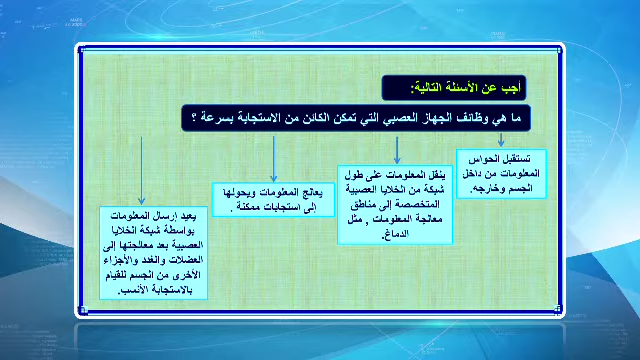 أجب عن الأسئلة التالية:
ما هي وظائف الجهاز العصبي التي تمكن الكائن من الاستجابة بسرعة ؟
تستقبل الحواس
المعلومات من داخل
الجسم وخارجه.
ينقل المعلومات على طول
شبكة من الخلايا العصبية
المتخصصة إلى مناطق
معالجة المعلومات , مثل
الدماغ.
يعالج المعلومات ويحولها
إلى استجابات ممكنة .
يعيد إرسال المعلومات
بواسطة شبكة الخلايا
العصبية بعد معالجتها إلى
العضلات والغدد والأجزاء
الأخرى من الجسم للقيام
بالاستجابة الأنسب.